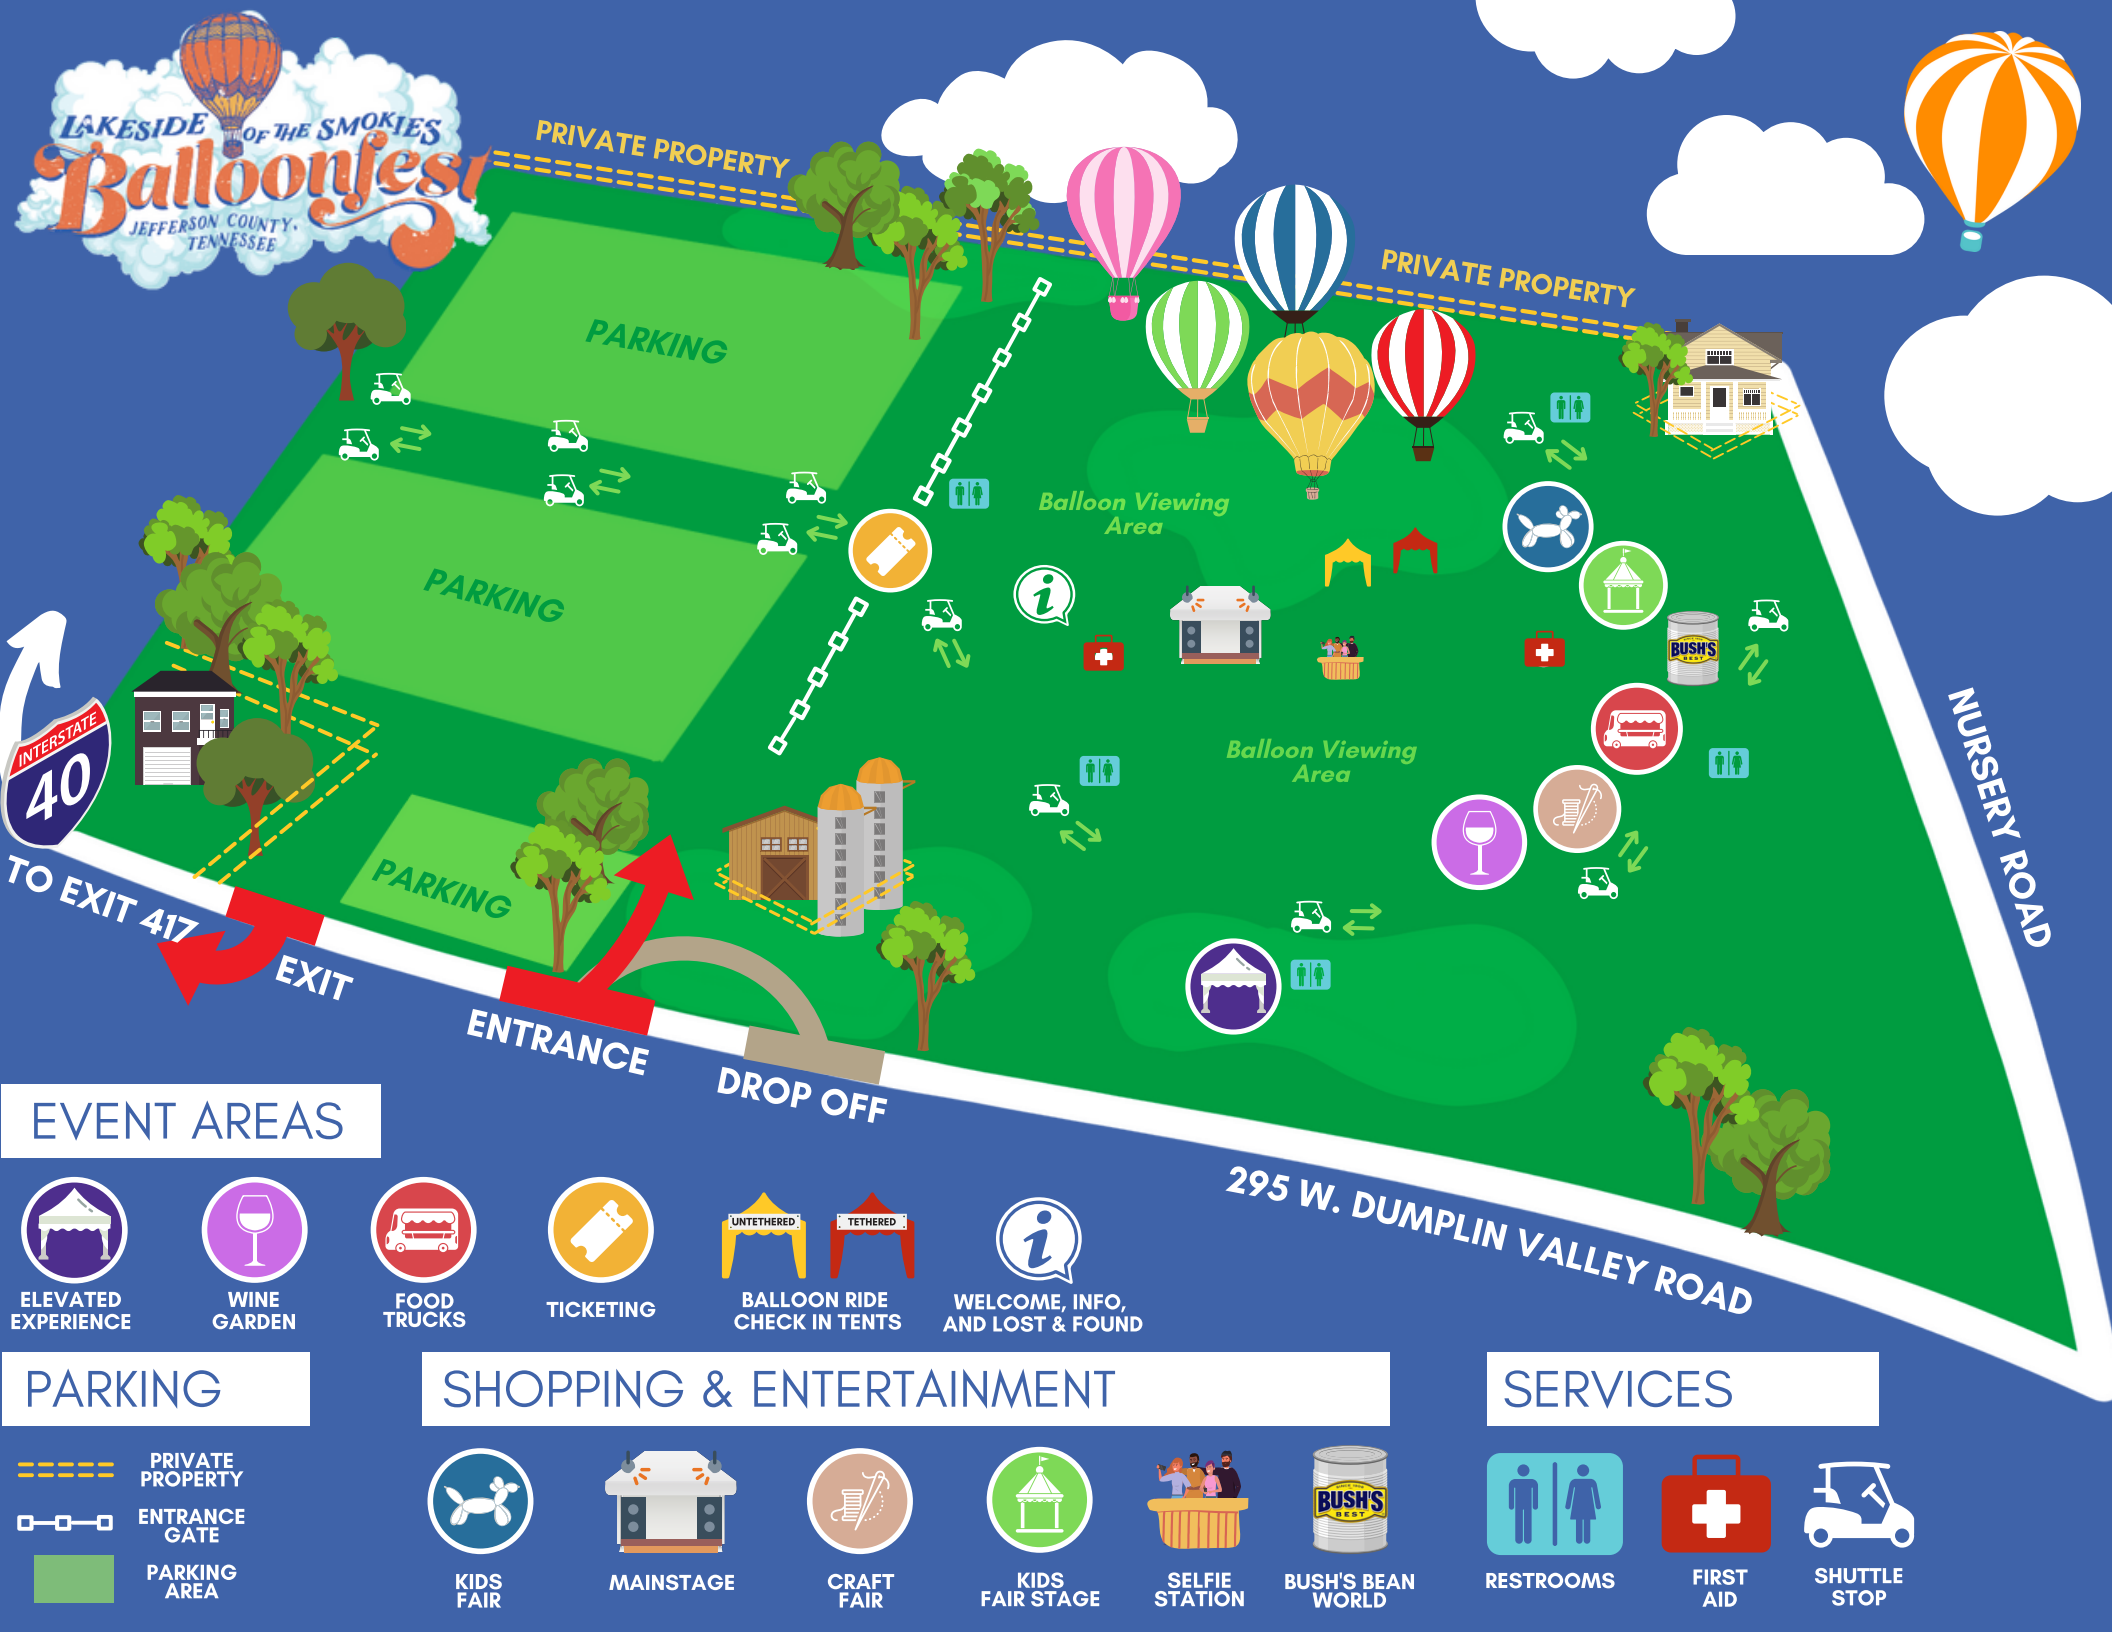 LAKESIDE OF THE SMOKIES
Balloonfest
JEFFERSON COUNTY,
TENNESSEE
PRIVATE PROPERTY
PRIVATE PROPERTY
PARKING
PARKING
PARKING
Balloon Viewing
Area
Balloon Viewing
Area
BUSH'S
BEST
INTERSTATE
40
TO EXIT 417
EXIT
ENTRANCE
DROP OFF
NURSERY ROAD
295 W. DUMPLIN VALLEY ROAD
EVENT AREAS
ELEVATED
EXPERIENCE
WINE
GARDEN
FOOD
TRUCKS
TICKETING
UNTETHERED
TETHERED
BALLOON RIDE
CHECK IN TENTS
WELCOME, INFO,
AND LOST & FOUND
PARKING
PRIVATE
PROPERTY
ENTRANCE
GATE
PARKING
AREA
SHOPPING & ENTERTAINMENT
KIDS
FAIR
MAINSTAGE
CRAFT
FAIR
KIDS
FAIR STAGE
SELFIE
STATION
BUSH'S
BEST
BUSH'S BEAN
WORLD
SERVICES
RESTROOMS
FIRST
AID
SHUTTLE
STOP